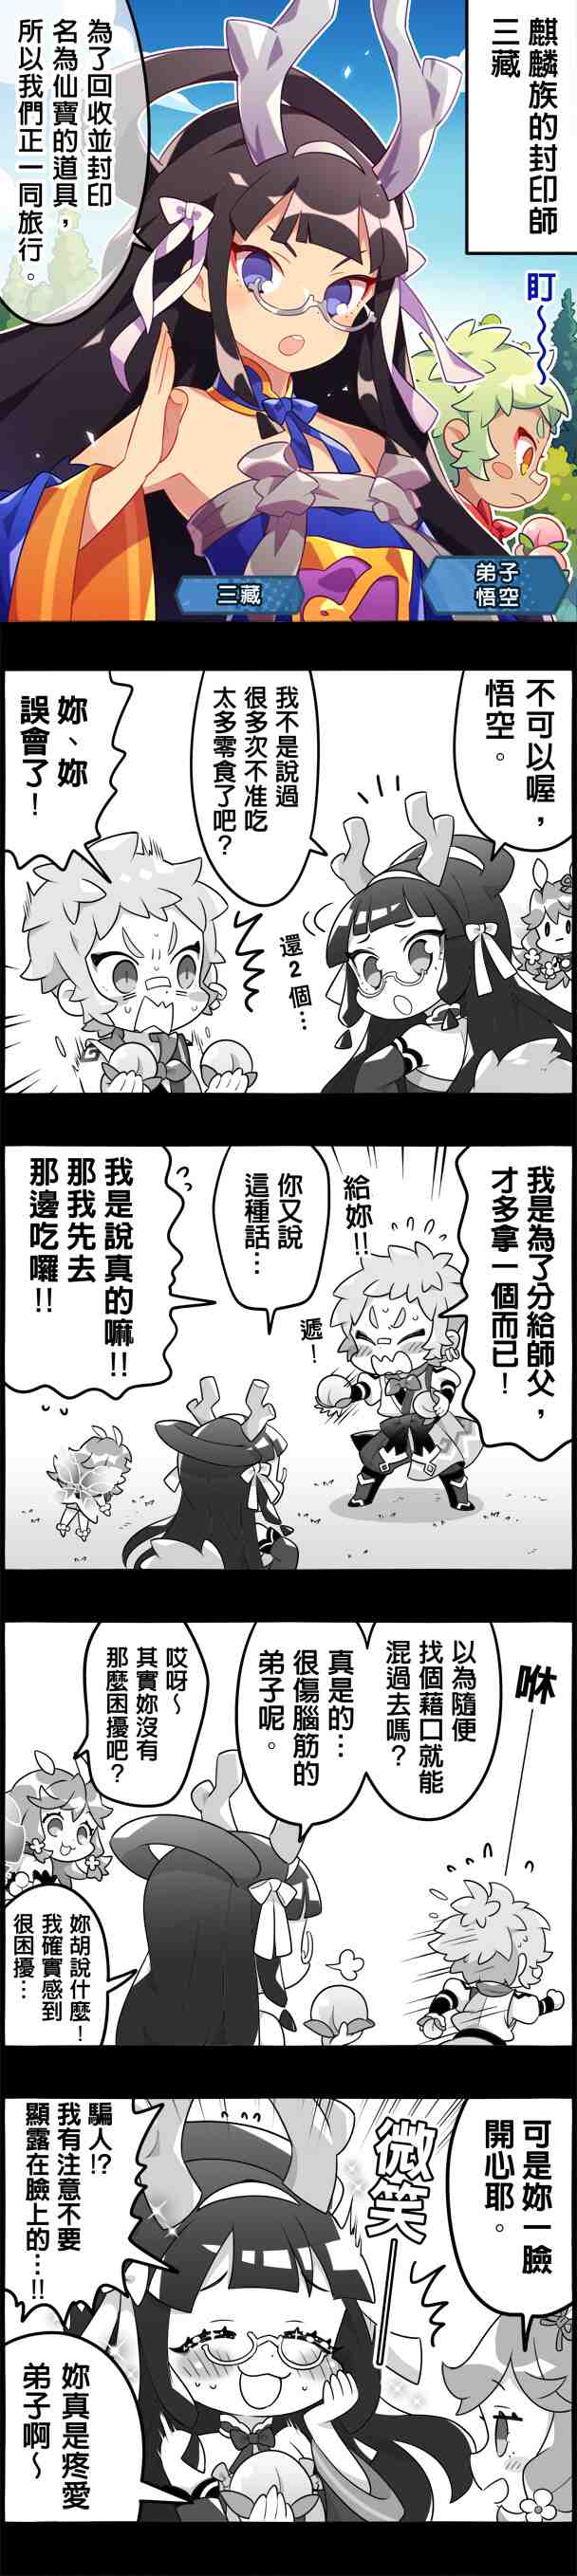 麒麟族的封印師
三藏
為了回收並封印
名為仙寶的道具，
所以我們正一同旅行。
盯～
三藏
弟子
悟空
不可以喔，
悟空。
我不是說過
很多次不准吃
太多零食了吧？
還2個…
妳、妳
誤會了！
我是為了分給師父，
才多拿一個而已！
給妳!!
遞！
你又說
這種話…
我是說真的嘛!!
那我先去
那邊吃囉!!
咻
以為隨便
找個藉口就能
混過去嗎？
真是的…
很傷腦筋的
弟子呢。
哎呀～
其實妳沒有
那麼困擾吧？
妳胡說什麼！
我確實感到
很困擾…
可是妳一臉
開心耶。
微笑
騙人!?
我有注意不要
顯露在臉上的…!!
妳真是疼愛
弟子啊～